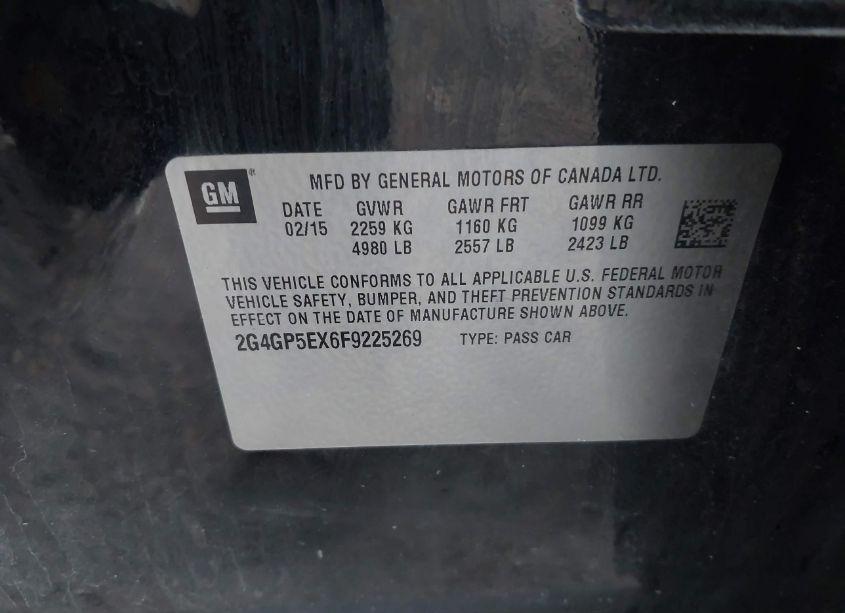 GM ®
MFD BY GENERAL MOTORS OF CANADA LTD.
DATE GVWR GAWR FRT GAWR RR
02/15 2259 KG 1160 KG 1099 KG
4980 LB 2557 LB 2423 LB
THIS VEHICLE CONFORMS TO ALL APPLICABLE U.S. FEDERAL MOTOR
VEHICLE SAFETY, BUMPER, AND THEFT PREVENTION STANDARDS IN
EFFECT ON THE DATE OF MANUFACTURE SHOWN ABOVE.
2G4GP5EX6F9225269 TYPE: PASS CAR